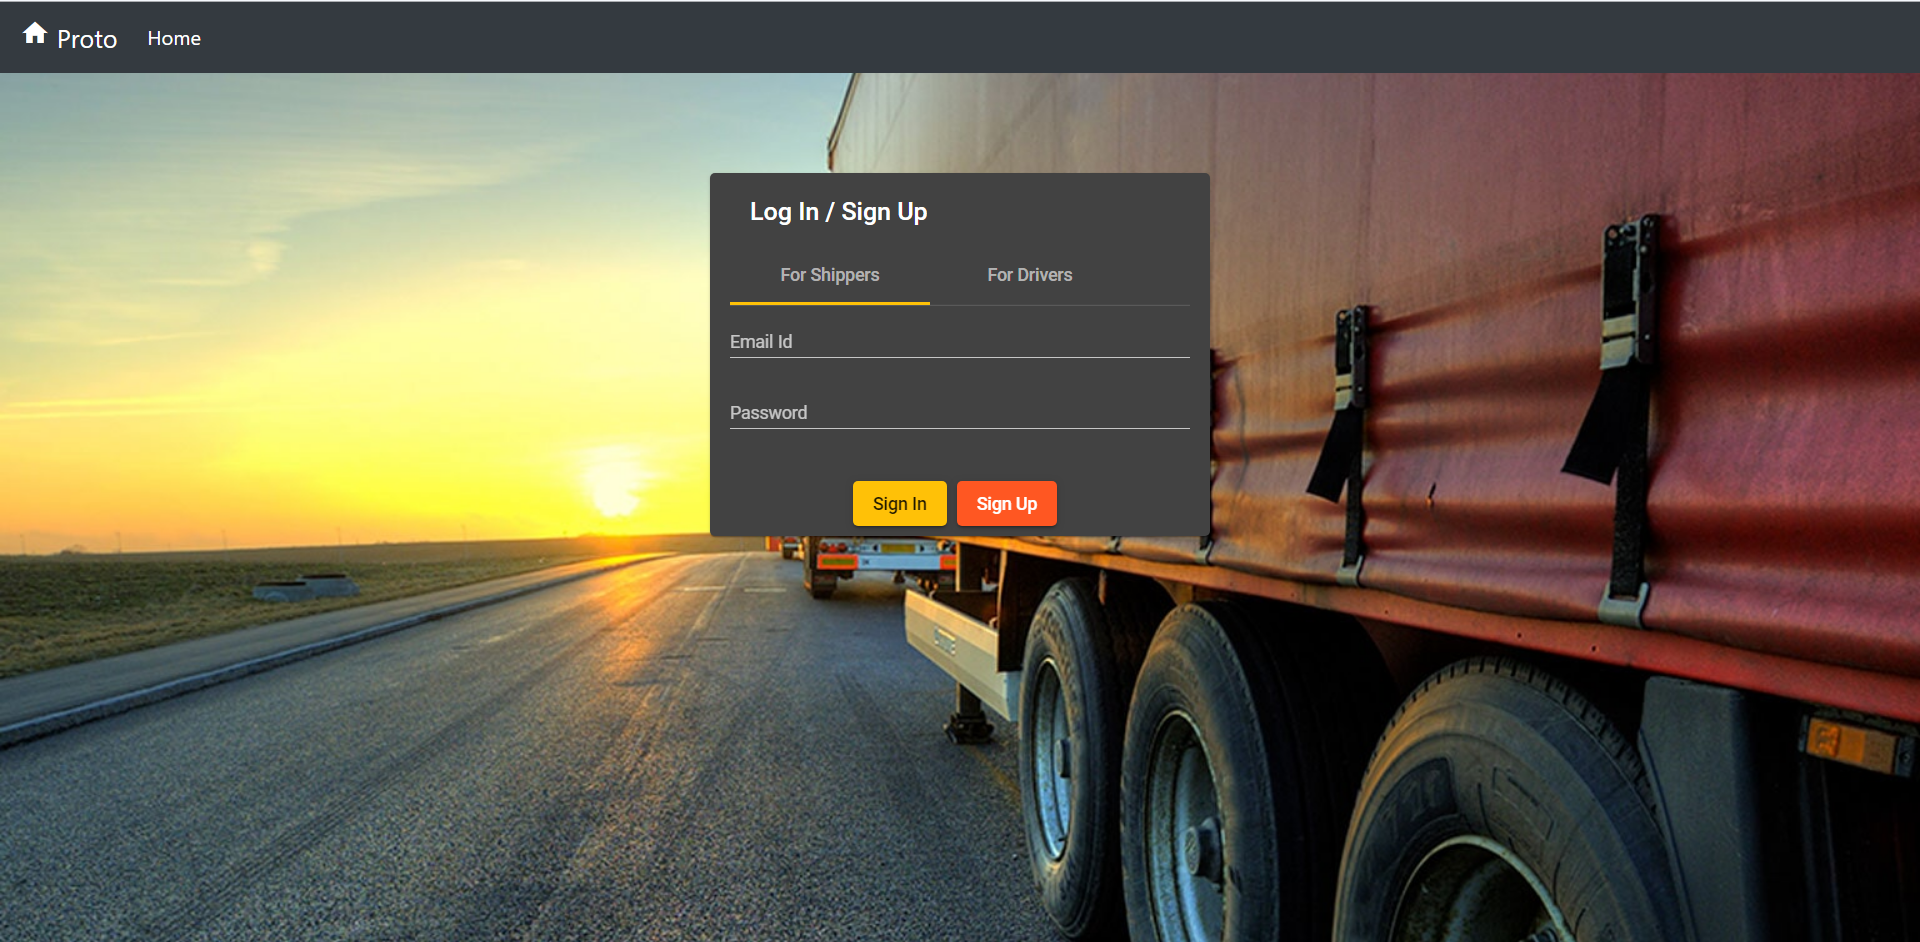 Proto Home
Log In / Sign Up
For Shippers For Drivers
Email Id
Password
Sign In Sign Up